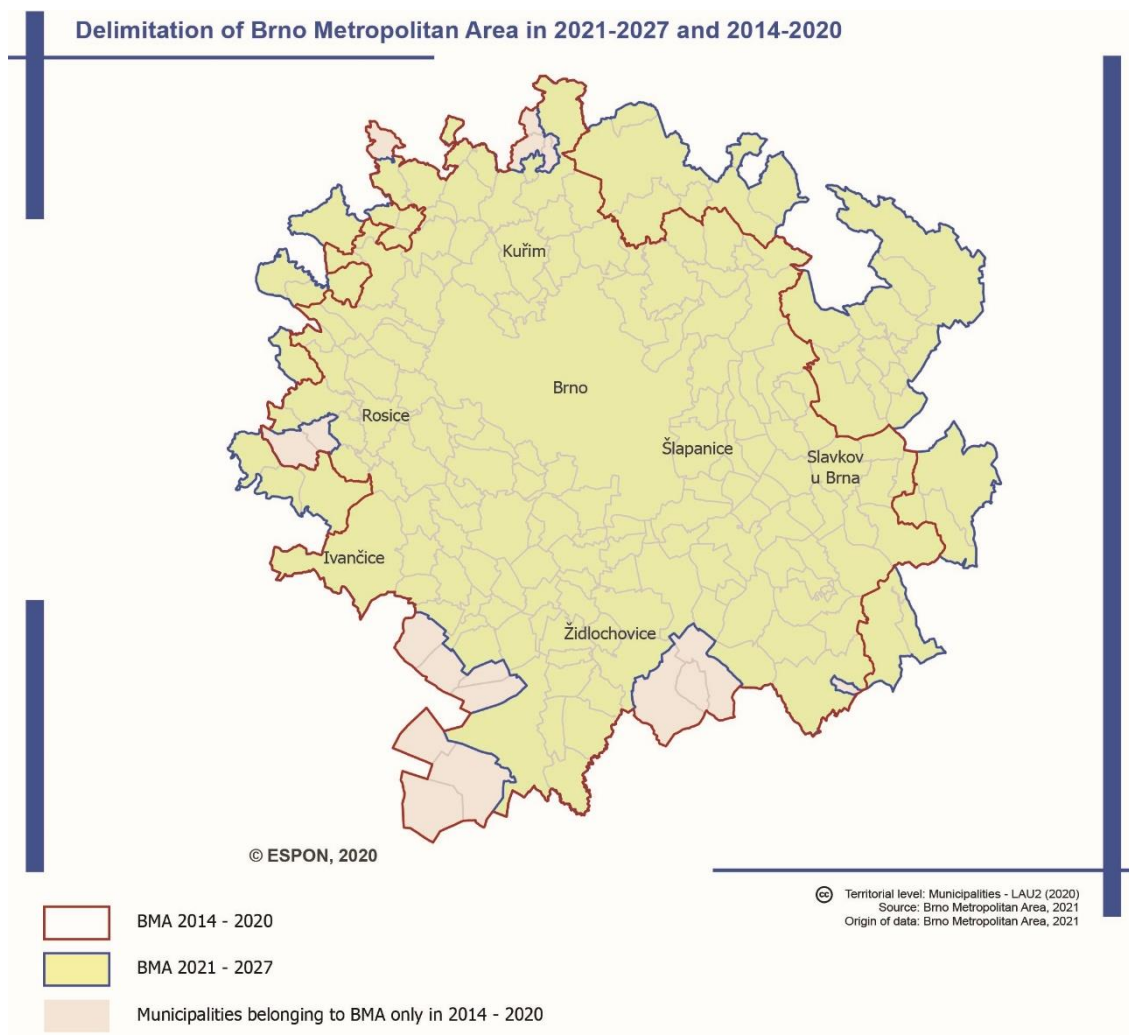 Delimitation of Brno Metropolitan Area in 2021-2027 and 2014-2020
Kuřim
Brno
Rosice
Šlapanice
Slavkov
u Brna
Ivančice
Židlochovice
© ESPON, 2020
cc Territorial level: Municipalities - LAU2 (2020)
Source: Brno Metropolitan Area, 2021
Origin of data: Brno Metropolitan Area, 2021
BMA 2014 - 2020
BMA 2021 - 2027
Municipalities belonging to BMA only in 2014 - 2020